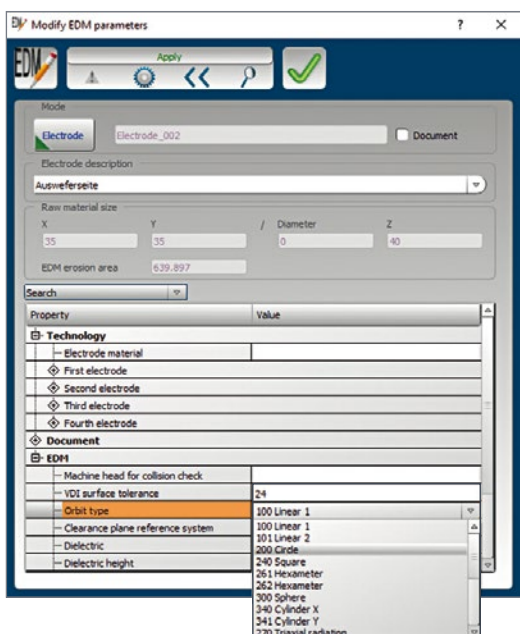 Modify EDM parameters ? ×
EDM
Apply
Mode
Electrode Electrode_002 Document
Electrode description
Ausweferseite
Raw material size
X Y / Diameter Z
35 35 0 40
EDM erosion area 639.897
Search
Property Value
Technology
Electrode material
First electrode
Second electrode
Third electrode
Fourth electrode
Document
EDM
Machine head for collision check
VDI surface tolerance 24
Orbit type 100 Linear 1
Clearance plane reference system 100 Linear 1
101 Linear 2
Dielectric 200 Circle
240 Square
Dielectric height 261 Hexameter
262 Hexameter
300 Sphere
340 Cylinder X
341 Cylinder Y
270 Triaxial radiation